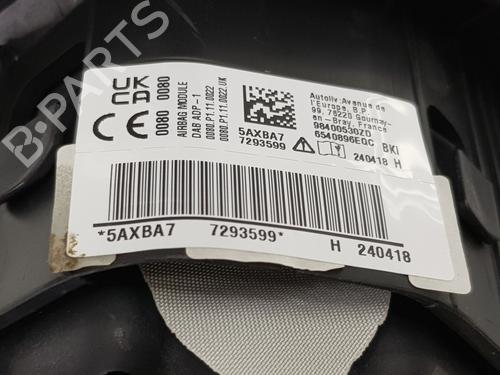 UK
CA
0080
CE
0080
0080
AIRBAG MODULE
DAB ADP - 1
0080.P1.11.0022
0080.P1.11.0022.UK
5AXBA7
7293599
Autoliv:Avenue de
l'Europe, B.P
99, 76220 Gournay-
en - Bray, France
98400530ZD
6540896EQC BKI
240418 H
*5AXBA7 7293599* H 240418
B-PARTS